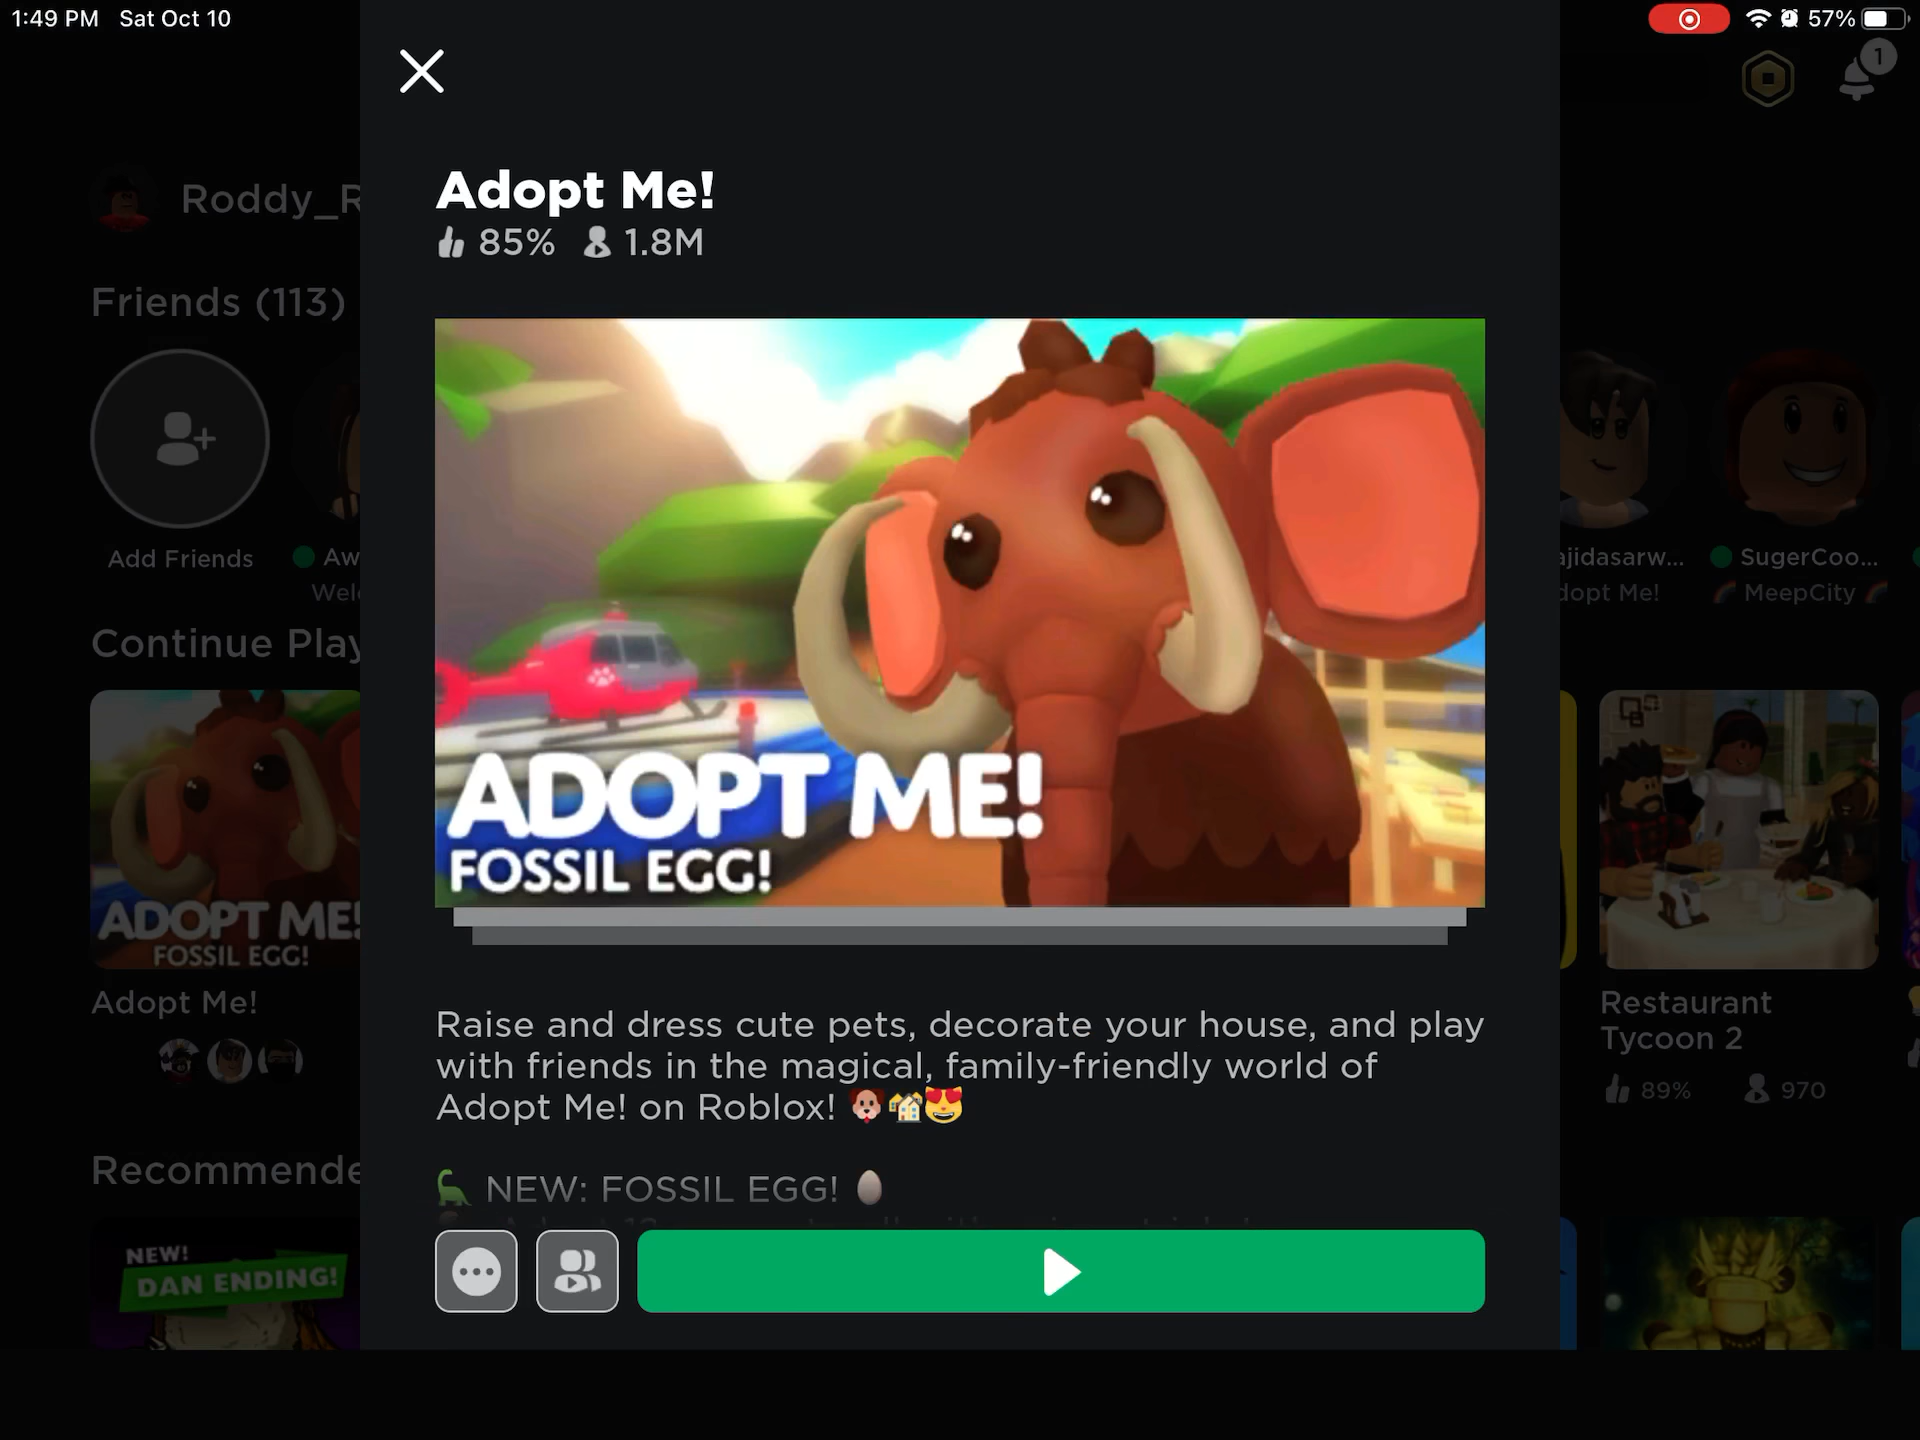 1:49 PM Sat Oct 10
57%
1
Adopt Me!
85% 1.8M
Roddy_R
Friends (113)
Add Friends
Aw
Wel
ajidasarw...
dopt Me!
SugerCoo...
MeepCity
Continue Play
ADOPT ME!
FOSSIL EGG!
ADOPT ME!
FOSSIL EGG!
Adopt Me!
Restaurant
Tycoon 2
89% 970
Raise and dress cute pets, decorate your house, and play
with friends in the magical, family-friendly world of
Adopt Me! on Roblox! 🐶🏠😍
🦕 NEW: FOSSIL EGG! 🥚
Recommende
NEW!
DAN ENDING!